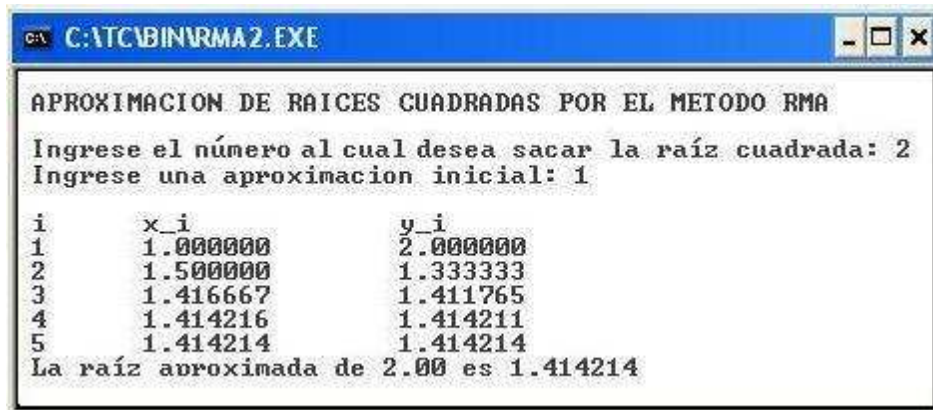 C:\TC\BIN\RMA2.EXE
APROXIMACION DE RAICES CUADRADAS POR EL METODO RMA
Ingrese el número al cual desea sacar la raíz cuadrada: 2
Ingrese una aproximacion inicial: 1
i x_i y_i
1 1.000000 2.000000
2 1.500000 1.333333
3 1.416667 1.411765
4 1.414216 1.414211
5 1.414214 1.414214
La raíz aproximada de 2.00 es 1.414214